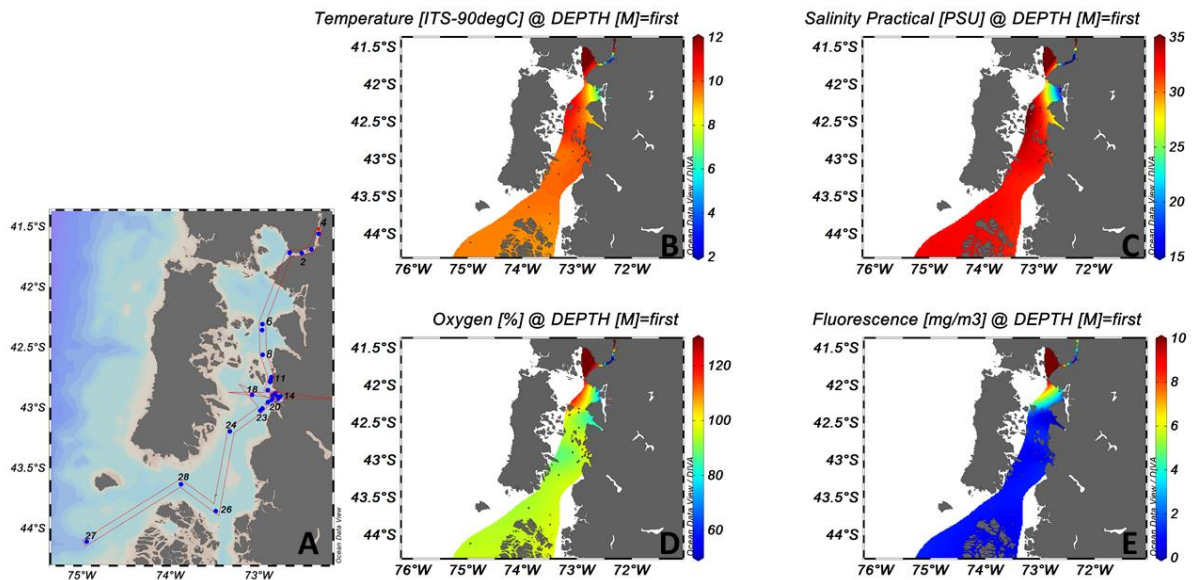 Temperature [ITS-90degC] @ DEPTH [M]=first
41.5°S
42°S
42.5°S
43°S
43.5°S
44°S
76°W
75°W
74°W
73°W
72°W
12
10
8
6
4
2
Ocean Data View / DIVA
B
Salinity Practical [PSU] @ DEPTH [M]=first
41.5°S
42°S
42.5°S
43°S
43.5°S
44°S
76°W
75°W
74°W
73°W
72°W
35
30
25
20
15
Ocean Data View / DIVA
C
41.5°S
42°S
42.5°S
43°S
43.5°S
44°S
75°W
74°W
73°W
72°W
4
2
6
8
11
18
14
20
23
24
28
26
27
Ocean Data View
A
Oxygen [%] @ DEPTH [M]=first
41.5°S
42°S
42.5°S
43°S
43.5°S
44°S
76°W
75°W
74°W
73°W
72°W
120
100
80
60
Ocean Data View / DIVA
D
Fluorescence [mg/m3] @ DEPTH [M]=first
41.5°S
42°S
42.5°S
43°S
43.5°S
44°S
76°W
75°W
74°W
73°W
72°W
10
8
6
4
2
0
Ocean Data View / DIVA
E